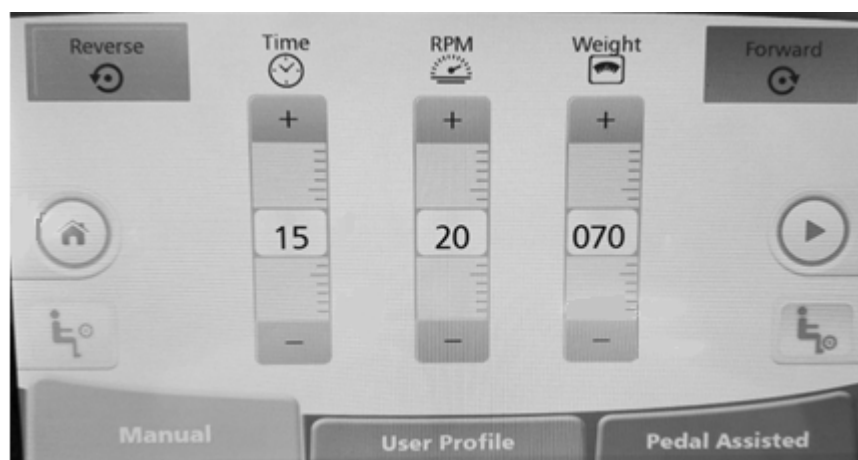 Reverse
Time
RPM
Weight
Forward
+
+
+
15
20
070
−
−
−
Manual
User Profile
Pedal Assisted